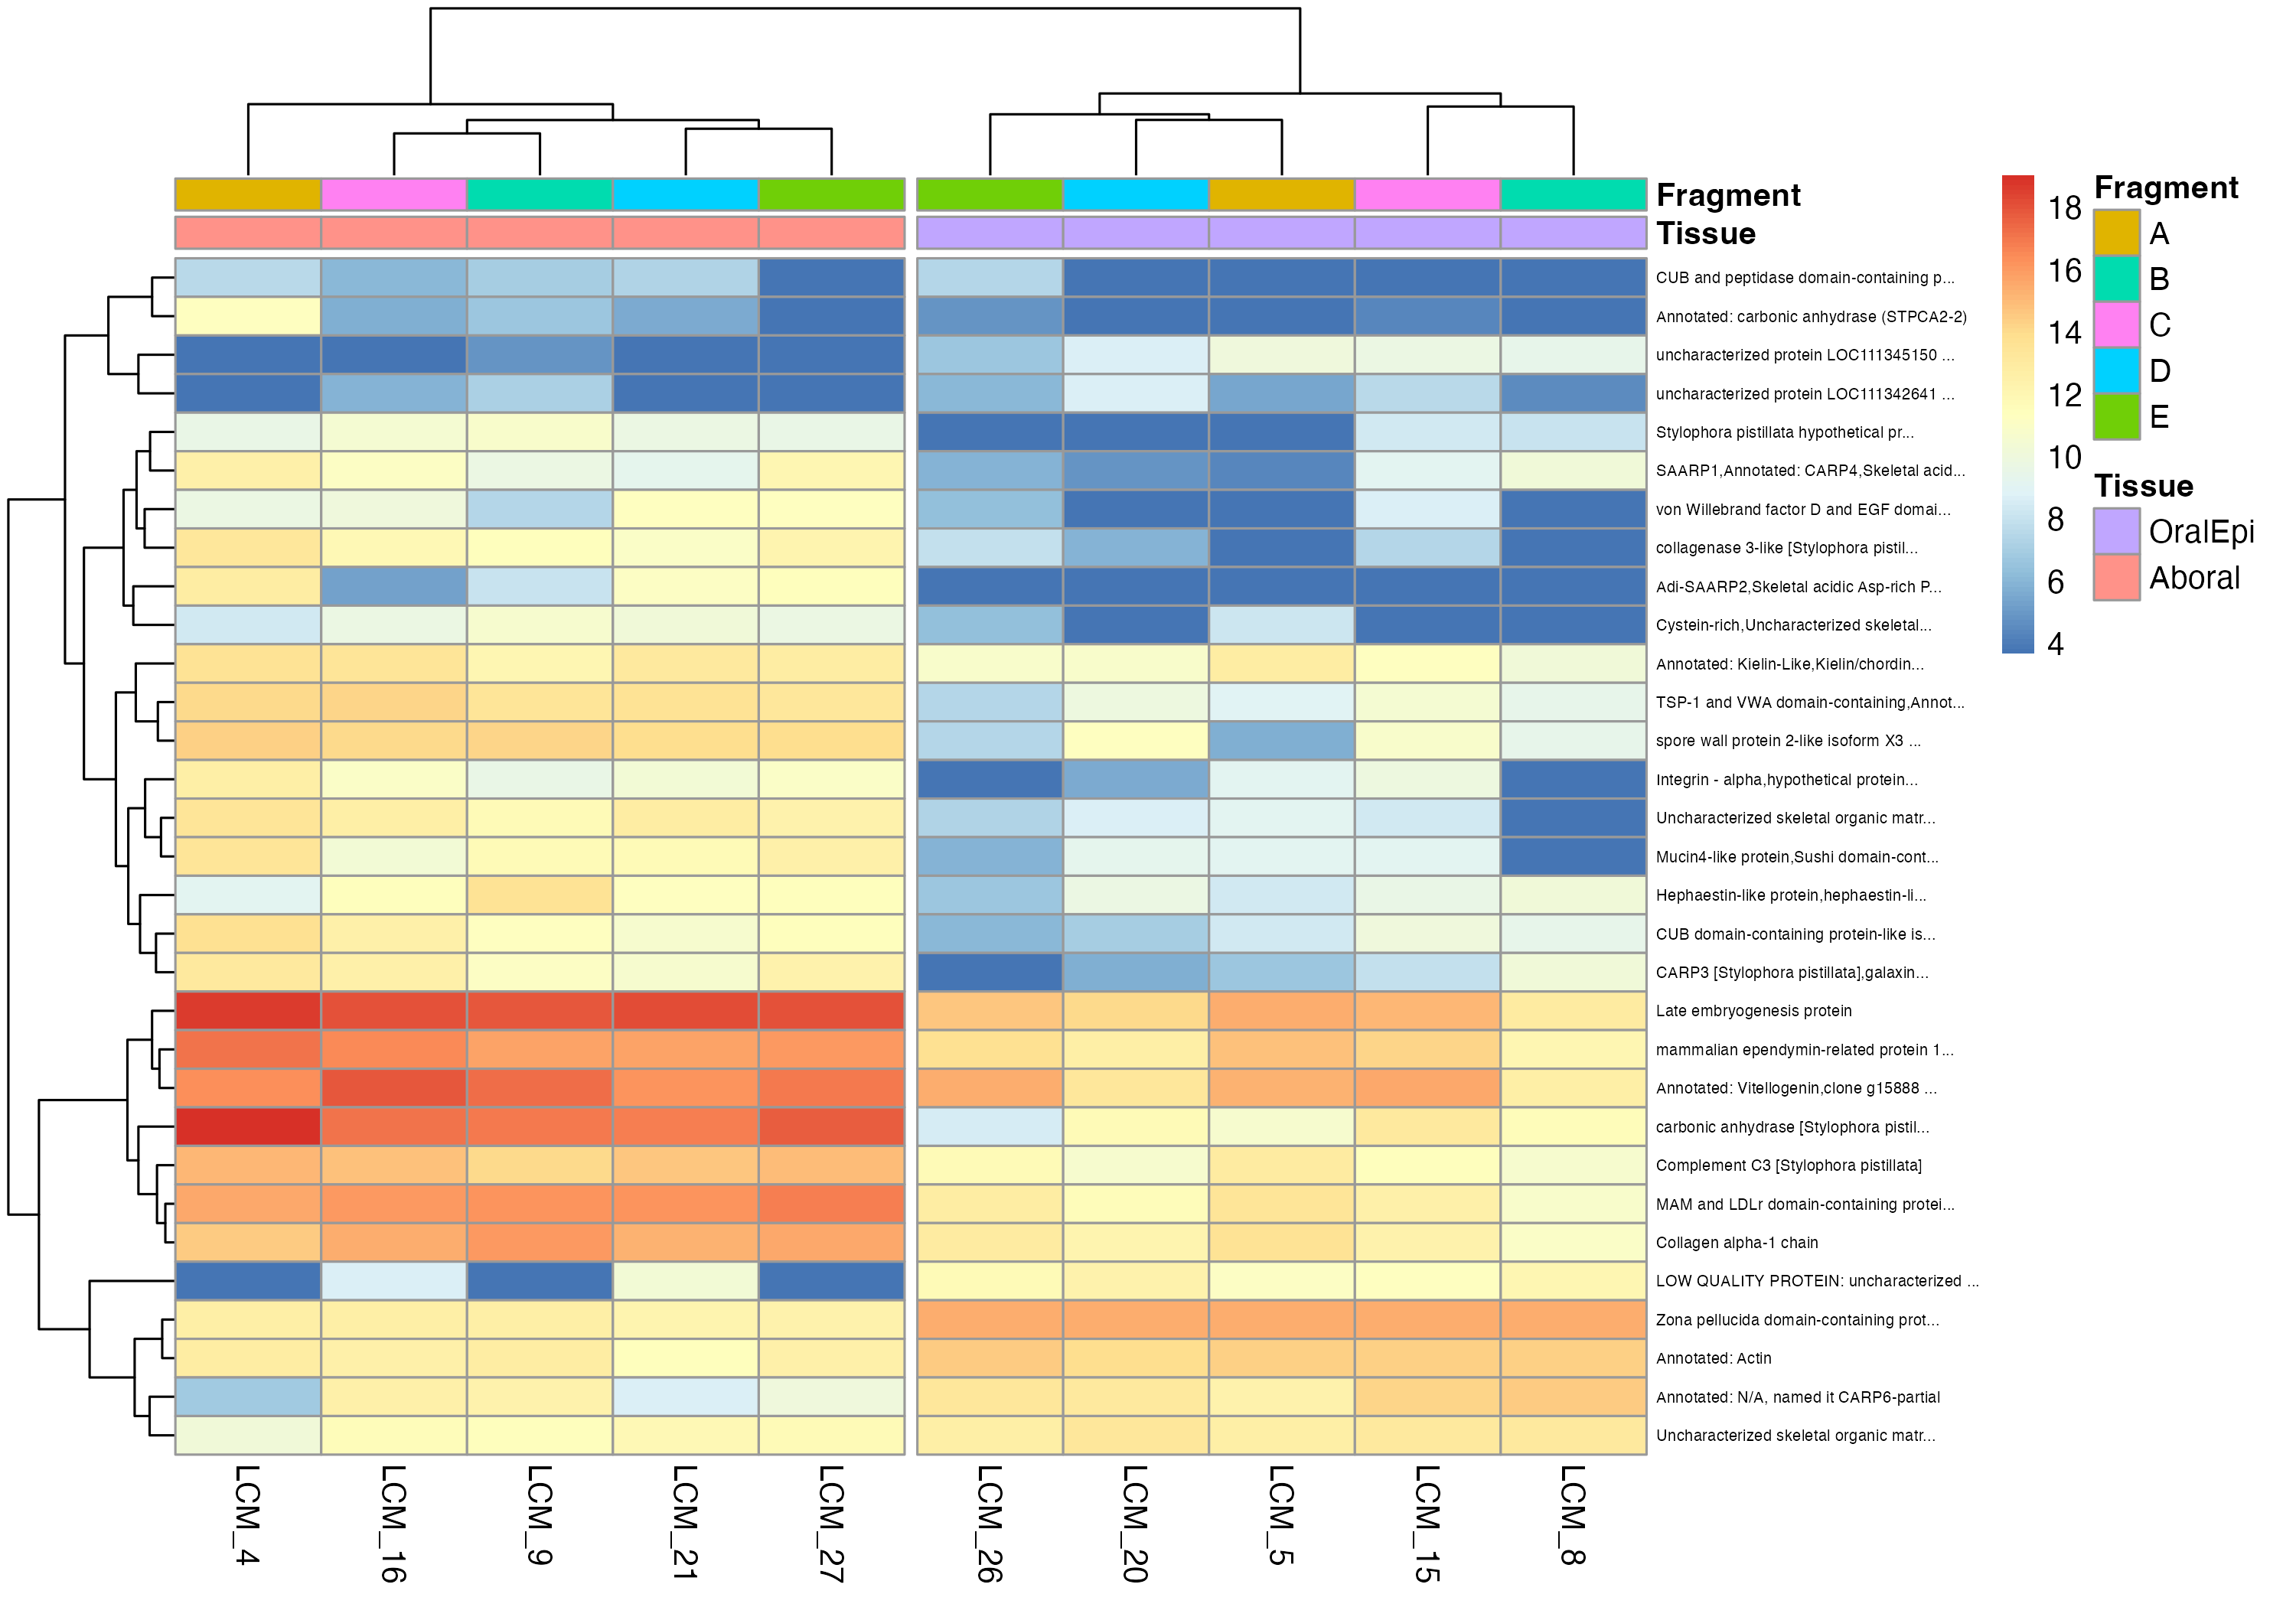 Fragment
Tissue
CUB and peptidase domain-containing p...
Annotated: carbonic anhydrase (STPCA2-2)
uncharacterized protein LOC111345150 ...
uncharacterized protein LOC111342641 ...
Stylophora pistillata hypothetical pr...
SAARP1,Annotated: CARP4,Skeletal acid...
von Willebrand factor D and EGF domai...
collagenase 3-like [Stylophora pistil...
Adi-SAARP2,Skeletal acidic Asp-rich P...
Cystein-rich,Uncharacterized skeletal...
Annotated: Kielin-Like,Kielin/chordin...
TSP-1 and VWA domain-containing,Annot...
spore wall protein 2-like isoform X3 ...
Integrin - alpha,hypothetical protein...
Uncharacterized skeletal organic matr...
Mucin4-like protein,Sushi domain-cont...
Hephaestin-like protein,hephaestin-li...
CUB domain-containing protein-like is...
CARP3 [Stylophora pistillata],galaxin...
Late embryogenesis protein
mammalian ependymin-related protein 1...
Annotated: Vitellogenin,clone g15888 ...
carbonic anhydrase [Stylophora pistil...
Complement C3 [Stylophora pistillata]
MAM and LDLr domain-containing protei...
Collagen alpha-1 chain
LOW QUALITY PROTEIN: uncharacterized ...
Zona pellucida domain-containing prot...
Annotated: Actin
Annotated: N/A, named it CARP6-partial
Uncharacterized skeletal organic matr...
LCM_4
LCM_16
LCM_9
LCM_21
LCM_27
LCM_26
LCM_20
LCM_5
LCM_15
LCM_8
18
16
14
12
10
8
6
4
Fragment
A
B
C
D
E
Tissue
OralEpi
Aboral